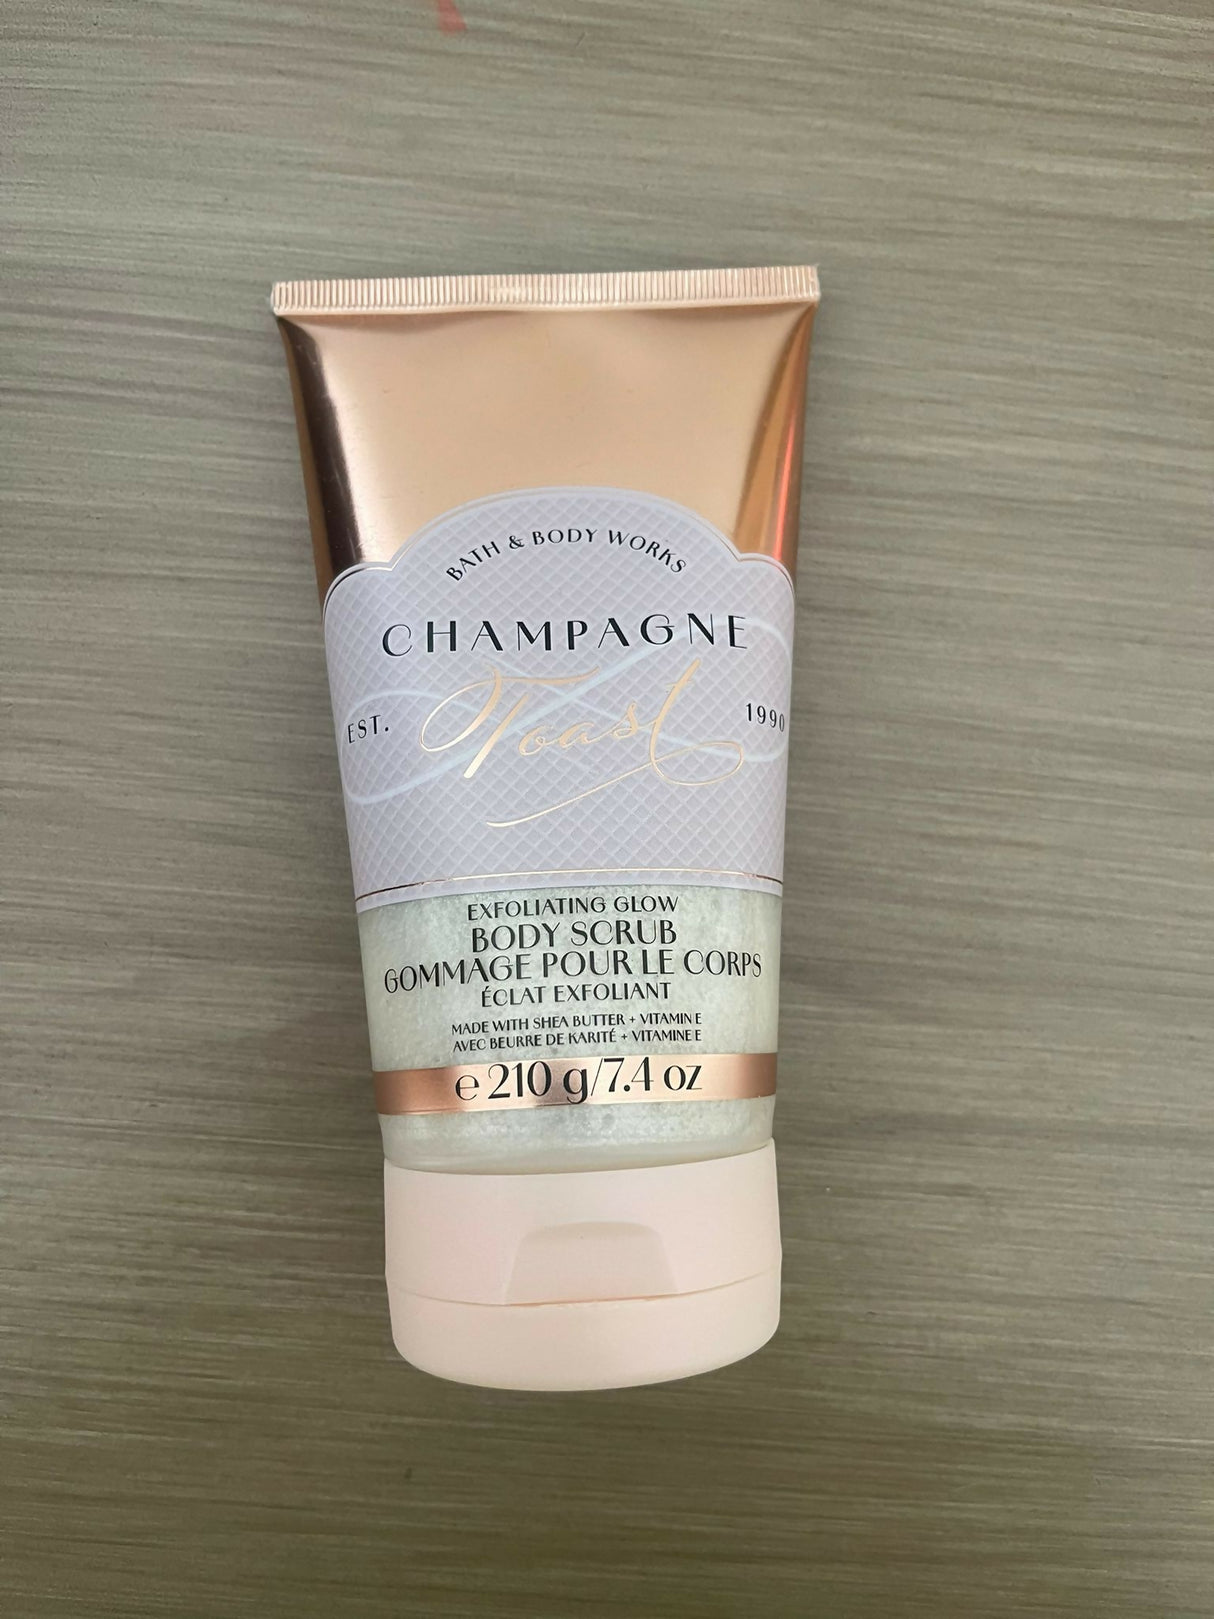 BATH & BODY WORKS
CHAMPAGNE
Toast
EST. 1990
EXFOLIATING GLOW
BODY SCRUB
GOMMAGE POUR LE CORPS
ÉCLAT EXFOLIANT
MADE WITH SHEA BUTTER + VITAMIN E
AVEC BEURRE DE KARITÉ + VITAMINE E
℮ 210 g/7.4 oz